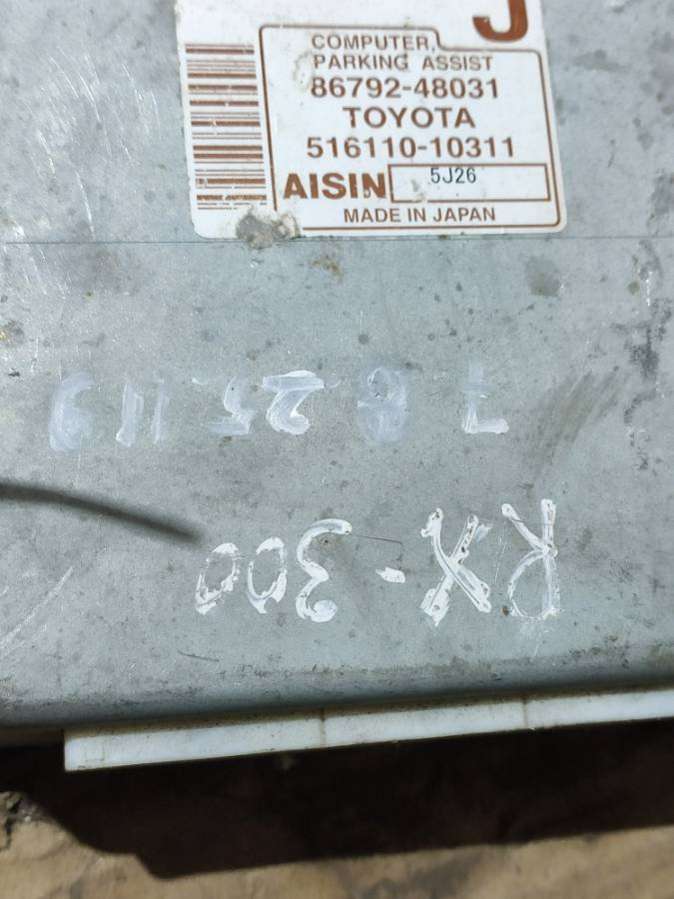 J
COMPUTER,
PARKING ASSIST
86792-48031
TOYOTA
516110-10311
AISIN 5J26
MADE IN JAPAN
RX-300